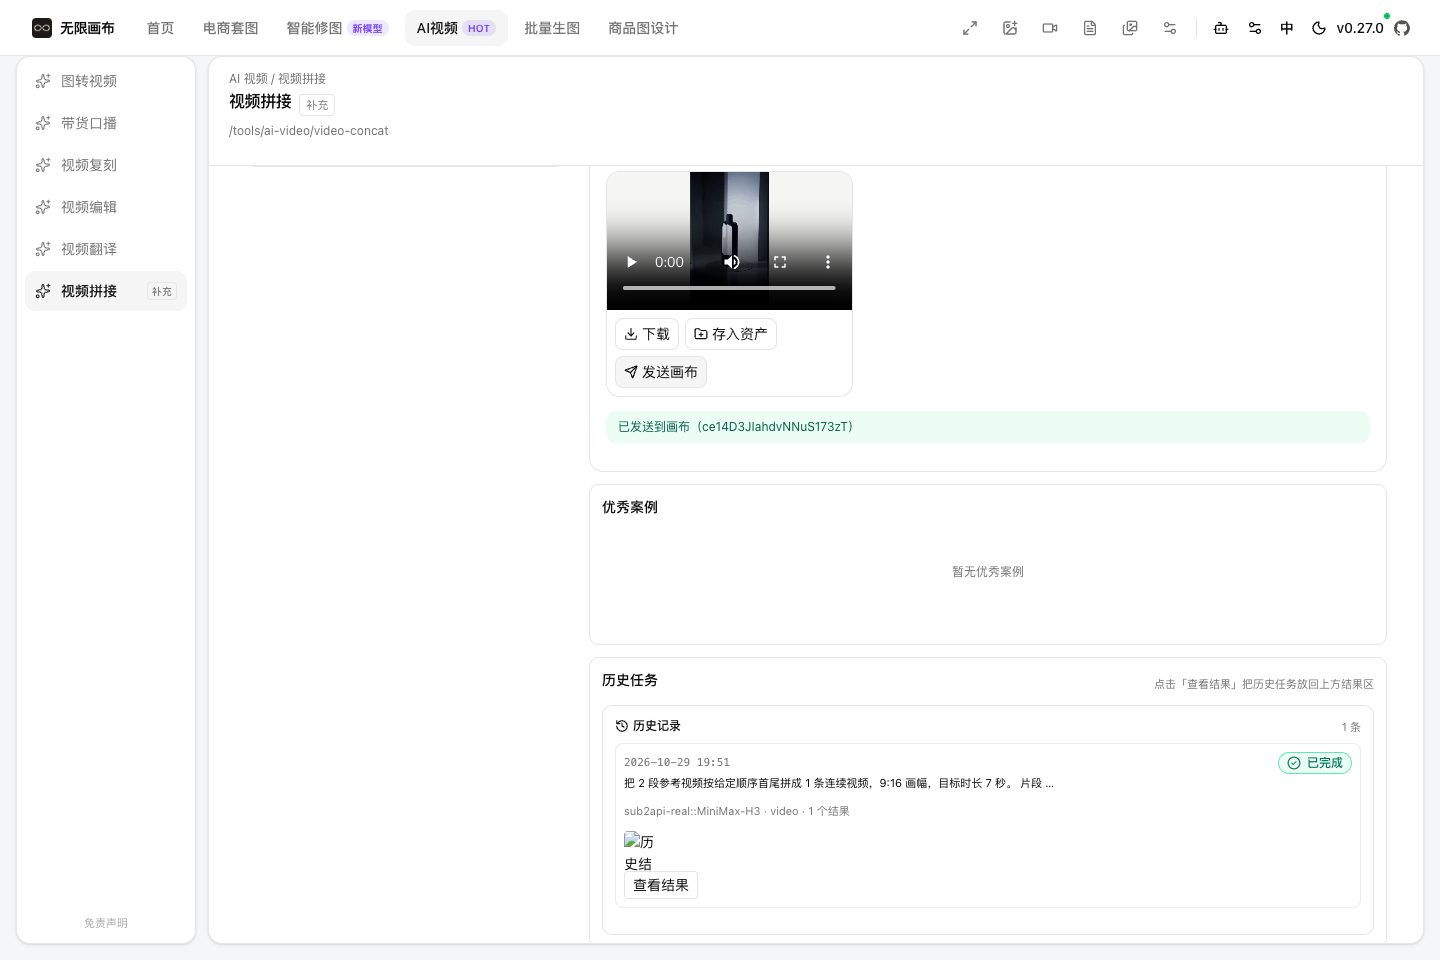 无限画布
首页
电商套图
智能修图 新模型
AI视频 HOT
批量生图
商品图设计
中
v0.27.0
图转视频
带货口播
视频复刻
视频编辑
视频翻译
视频拼接 补充
免责声明
AI 视频 / 视频拼接
视频拼接 补充
/tools/ai-video/video-concat
0:00
下载
存入资产
发送画布
已发送到画布（ce14D3JlahdvNNuS173zT）
优秀案例
暂无优秀案例
历史任务
点击「查看结果」把历史任务放回上方结果区
历史记录
1 条
2026-10-29 19:51
已完成
把 2 段参考视频按给定顺序首尾拼成 1 条连续视频，9:16 画幅，目标时长 7 秒。 片段 ...
sub2api-real::MiniMax-H3 · video · 1 个结果
历
史结
查看结果